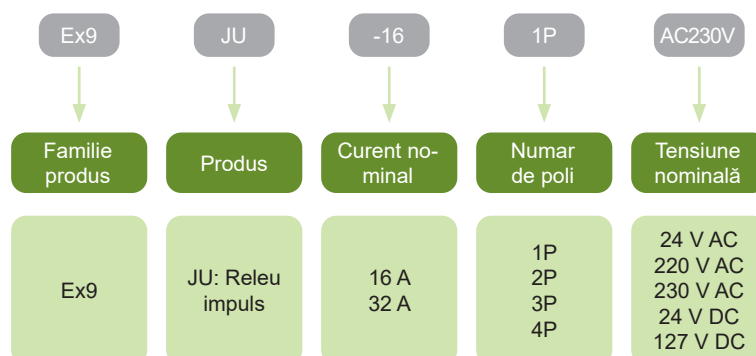 Ex9 JU -16 1P AC230V
Familie
produs
Produs
Curent no-
minal
Numar
de poli
Tensiune
nominală
Ex9
JU: Releu
impuls
16 A
32 A
1P
2P
3P
4P
24 V AC
220 V AC
230 V AC
24 V DC
127 V DC